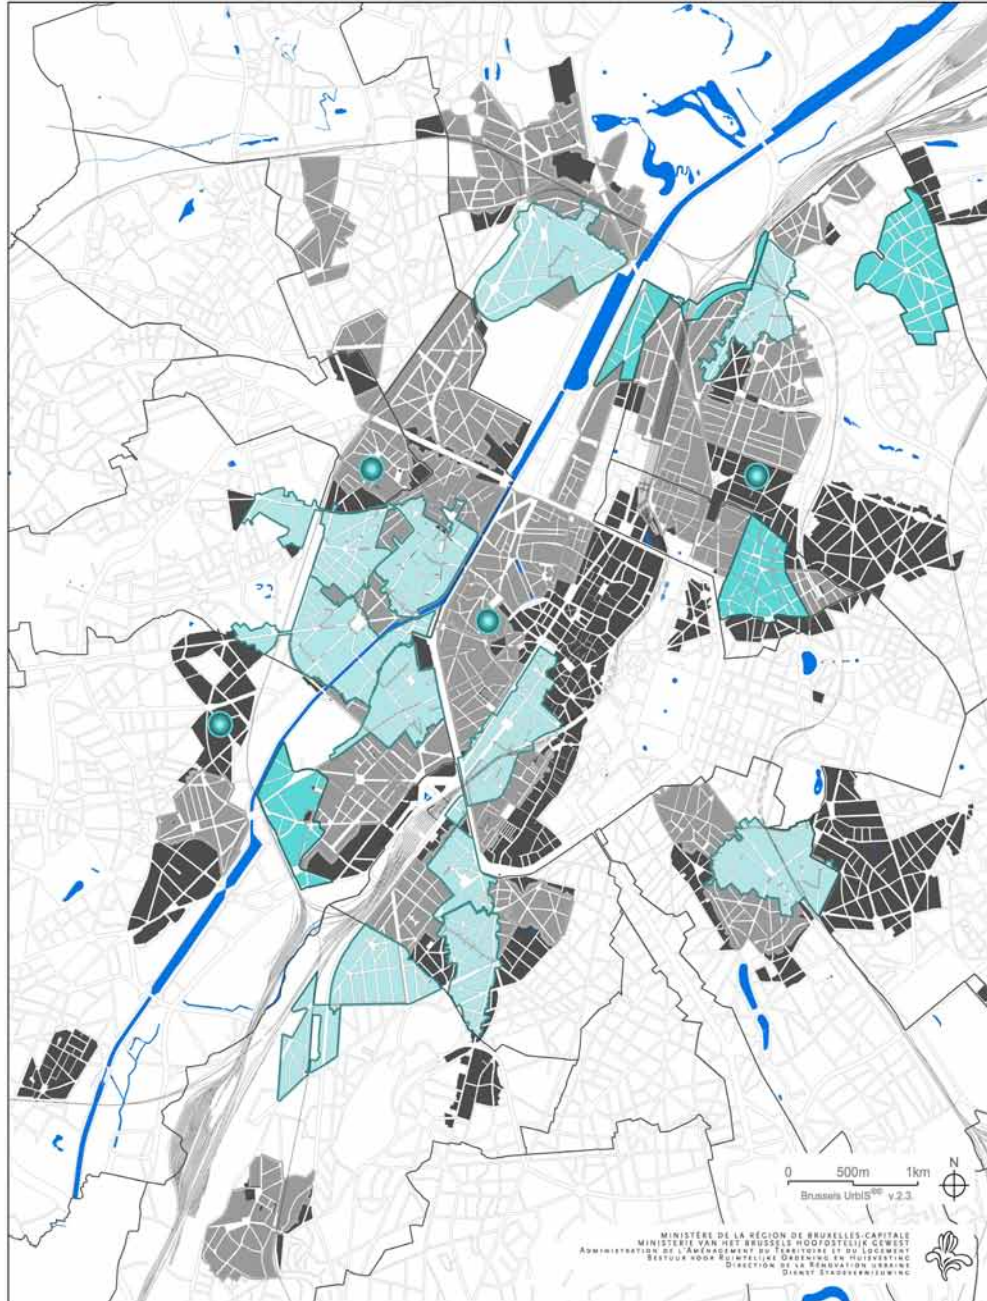 0 500m 1km
N
Brussels UrbIS©® v.2.3.
MINISTÈRE DE LA RÉGION DE BRUXELLES-CAPITALE
MINISTERIE VAN HET BRUSSELS HOOFDSTELIJK GEWEST
ADMINISTRATION DE L'AMÉNAGEMENT DU TERRITOIRE ET DU LOGEMENT
BESTUUR VOOR RUIMTELIJKE ORDENING EN HUISVESTING
DIRECTION DE LA RÉNOVATION URBAINE
DIENST STADSVERNIEUWING